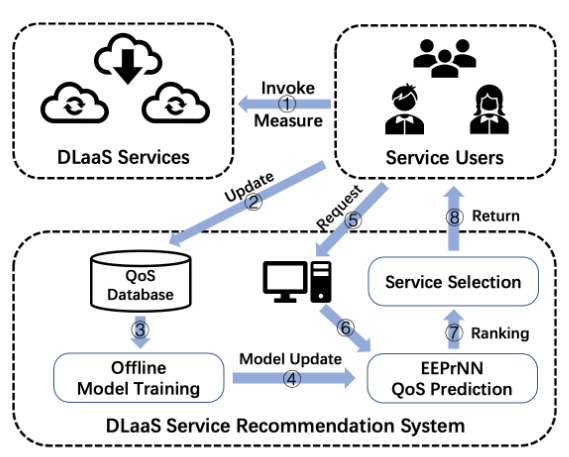 Invoke
①
Measure
DLaaS Services
Service Users
Update
②
Request
⑤
⑧ Return
QoS
Database
Service Selection
③
⑥
⑦ Ranking
Offline
Model Training
Model Update
④
EEPrNN
QoS Prediction
DLaaS Service Recommendation System